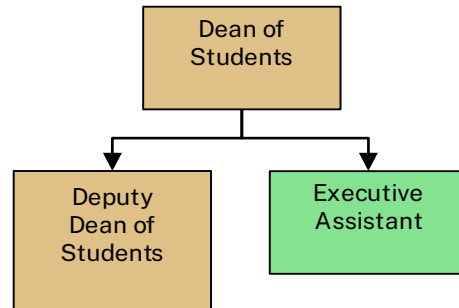 Dean of
Students
Deputy
Dean of
Students
Executive
Assistant